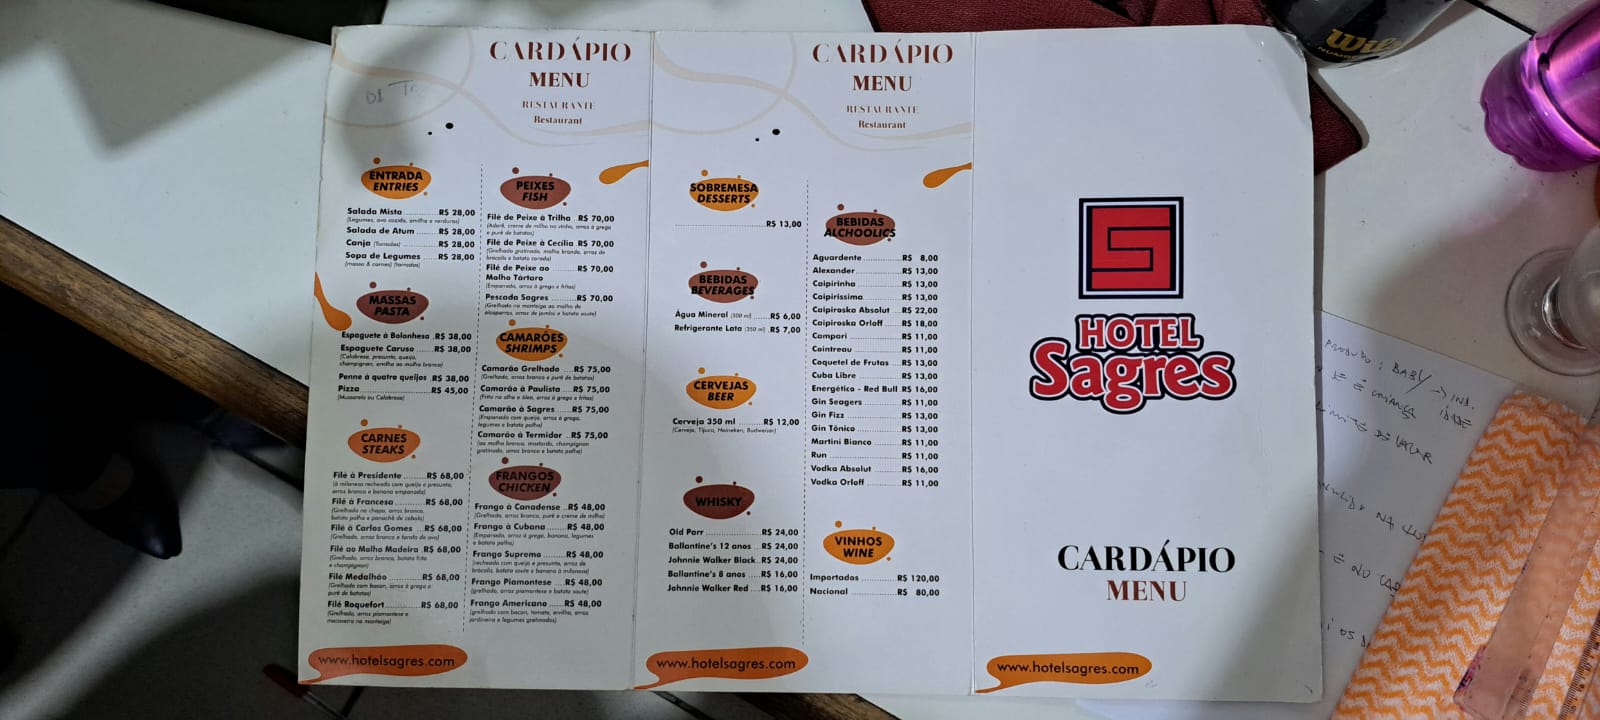 CARDÁPIO
MENU
RESTAURANTE
Restaurant
ENTRADA
ENTRIES
Salada Mista ........... R$ 28,00
(Legumes, ovo cozido, ervilha e verduras)
Salada de Atum ...... R$ 28,00
Canja (Torradas) ........ R$ 28,00
Sopa de Legumes ... R$ 28,00
(massa & carnes) (torradas)
MASSAS
PASTA
Espaguete à Bolonhesa . R$ 38,00
Espaguete Caruso ...... R$ 38,00
(Calabresa, presunto, queijo,
champignon, ervilha ao molho branco)
Penne à quatro queijos . R$ 38,00
Pizza ........................ R$ 45,00
(Mussarela ou Calabresa)
CARNES
STEAKS
Filé à Presidente ........ R$ 68,00
(à milanesa recheado com queijo e presunto,
arroz branco e banana empanada)
Filé à Francesa .......... R$ 68,00
(Grelhado na chapa, arroz branco,
batata palha e panachê de cebola)
Filé à Carlos Gomes .. R$ 68,00
(Grelhado, arroz branco e farofa de ovo)
Filé ao Molho Madeira . R$ 68,00
(Grelhado, arroz branco, batata frita
e champignon)
Filé Medalhão ........... R$ 68,00
(Grelhado com bacon, arroz à grega e
purê de batatas)
Filé Roquefort ........... R$ 68,00
(Grelhado, arroz piamontese e
macaxeira na manteiga)
PEIXES
FISH
Filé de Peixe à Trilha .. R$ 70,00
(Adorê, creme de milho no vinho, arroz à grega
e purê de batatas)
Filé de Peixe à Cecília . R$ 70,00
(Grelhado gratinado, molho branco, arroz de
brócolis e batata corada)
Filé de Peixe ao ......... R$ 70,00
Molho Tártaro
(Empanado, arroz à grego e fritas)
Pescada Sagres ......... R$ 70,00
(Grelhado na manteiga ao molho de
alcaparras, arroz de jambú e batata soute)
CAMARÕES
SHRIMPS
Camarão Grelhado ... R$ 75,00
(Grelhado, arroz branco e purê de batatas)
Camarão à Paulista ... R$ 75,00
(Frito no alho e óleo, arroz à grego e fritas)
Camarão à Sagres .... R$ 75,00
(Empanado com queijo, arroz à grego,
legumes e batata palha)
Camarão à Termidor .. R$ 75,00
(ao molho branco, mostarda, champignon
gratinado, arroz branco e batata palha)
FRANGOS
CHICKEN
Frango à Canadense .. R$ 48,00
(Grelhado, arroz branco, purê e creme de milho)
Frango à Cubana ...... R$ 48,00
(Empanado, arroz à grego, banana, legumes
e batata palha)
Frango Supremo ....... R$ 48,00
(recheado com queijo e presunto, arroz de
brócolis, batata soute e banana à milanesa)
Frango Piamontese ... R$ 48,00
(grelhado, arroz piamontese e batata soute)
Frango Americano .... R$ 48,00
(grelhado com bacon, tomate, ervilha, arroz
jardineira e legumes gratinados)
www.hotelsagres.com
CARDÁPIO
MENU
RESTAURANTE
Restaurant
SOBREMESA
DESSERTS
........................ R$ 13,00
BEBIDAS
BEVERAGES
Água Mineral (500 ml) ... R$ 6,00
Refrigerante Lata (350 ml) . R$ 7,00
CERVEJAS
BEER
Cerveja 350 ml ......... R$ 12,00
(Cerveja, Tijuca, Heineken, Budweiser)
WHISKY
Old Parr .................. R$ 24,00
Ballantine's 12 anos ... R$ 24,00
Johnnie Walker Black .. R$ 24,00
Ballantine's 8 anos ..... R$ 16,00
Johnnie Walker Red .... R$ 16,00
BEBIDAS
ALCHOOLICS
Aguardente ............ R$ 8,00
Alexander .............. R$ 13,00
Caipirinha .............. R$ 13,00
Caipiríssima ............ R$ 13,00
Caipiroska Absolut .... R$ 22,00
Caipiroska Orloff ...... R$ 18,00
Campari ................ R$ 11,00
Cointreau .............. R$ 11,00
Coquetel de Frutas .... R$ 13,00
Cuba Libre ............. R$ 13,00
Energético - Red Bull R$ 16,00
Gin Seagers ............ R$ 11,00
Gin Fizz ................. R$ 13,00
Gin Tônico .............. R$ 13,00
Martini Bianco ......... R$ 11,00
Run ...................... R$ 11,00
Vodka Absolut ......... R$ 16,00
Vodka Orloff ........... R$ 11,00
VINHOS
WINE
Importados ............. R$ 120,00
Nacional ................ R$ 80,00
www.hotelsagres.com
S
HOTEL
Sagres
CARDÁPIO
MENU
www.hotelsagres.com